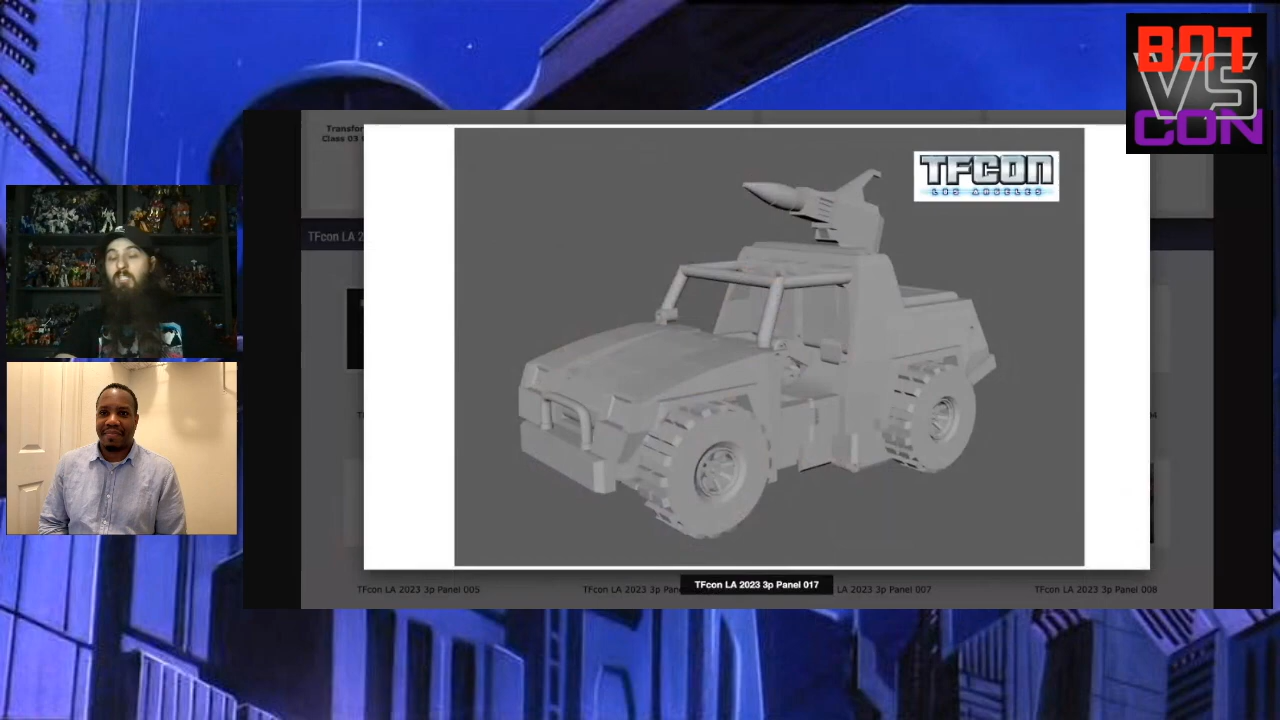 BOT
VS
CON
Transfor
Class 03
TFCON
LOS ANGELES
TFcon LA 2
TFcon LA 2023 3p Panel 017
TFcon LA 2023 3p Panel 005
TFcon LA 2023 3p Pane
LA 2023 3p Panel 007
TFcon LA 2023 3p Panel 008